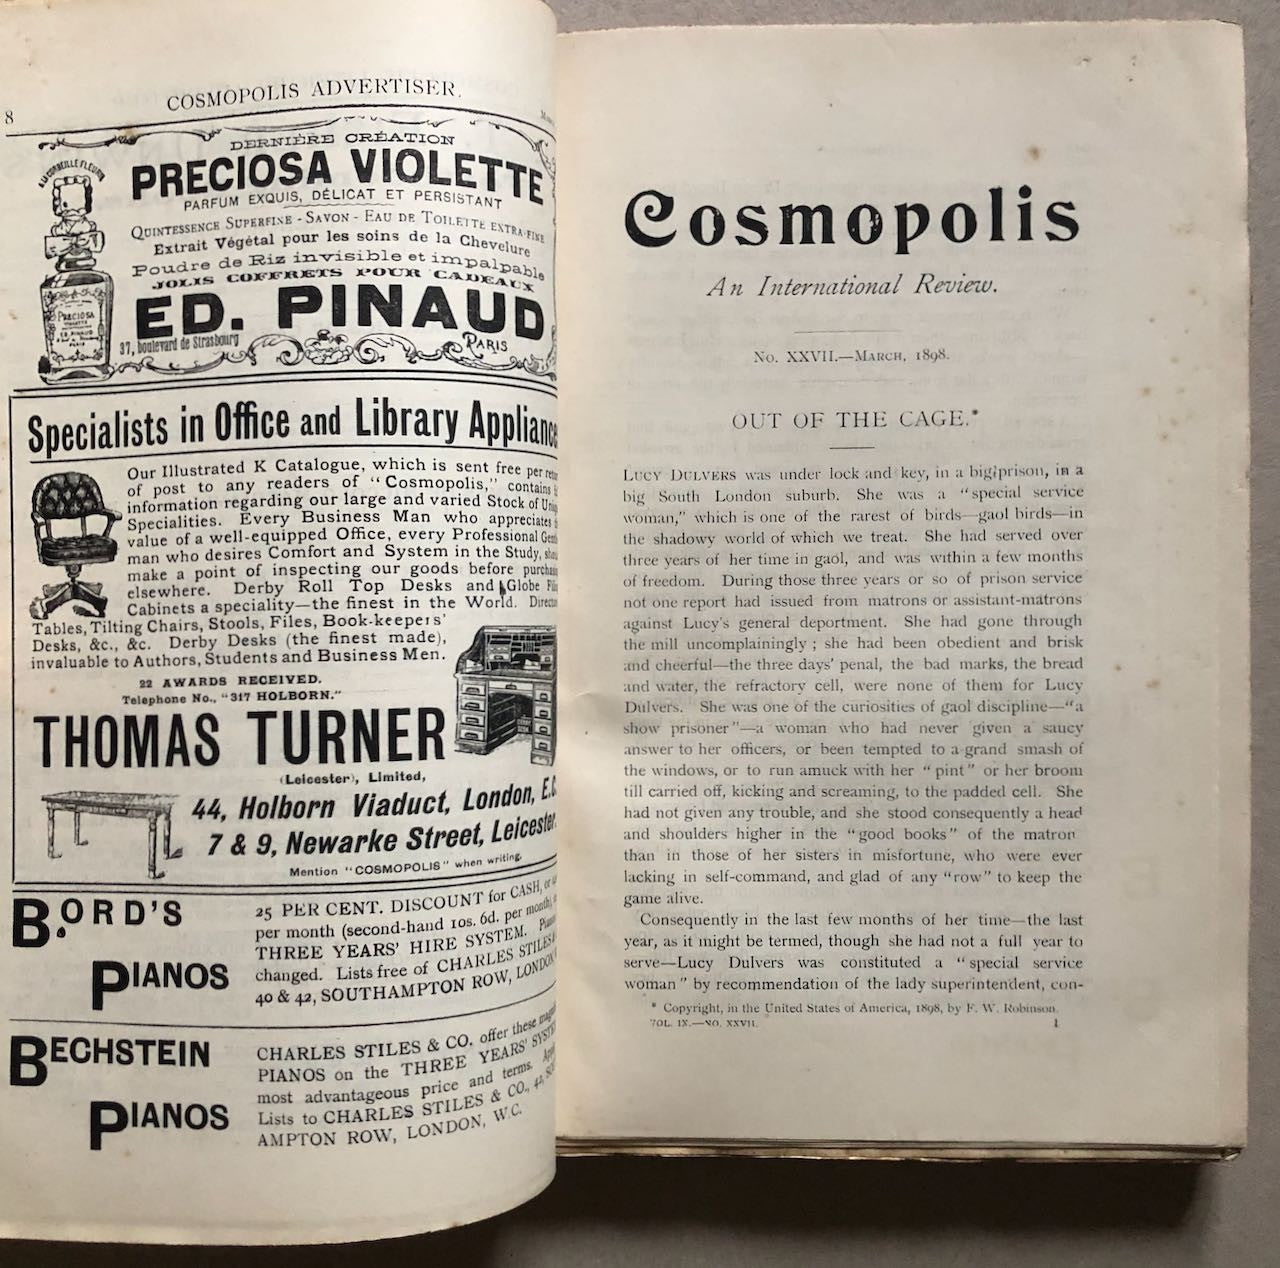 8
COSMOPOLIS ADVERTISER.
A LA CORBEILLE FLEURIE
DERNIÈRE CRÉATION
PRECIOSA VIOLETTE
PARFUM EXQUIS, DÉLICAT ET PERSISTANT
QUINTESSENCE SUPERFINE - SAVON - EAU DE TOILETTE EXTRA-FINE
Extrait Végétal pour les soins de la Chevelure
Poudre de Riz invisible et impalpable
JOLIS COFFRETS POUR CADEAUX
PRECIOSA
VIOLETTE
ED. PINAUD
PARIS
ED. PINAUD
37, boulevard de Strasbourg
PARIS
Specialists in Office and Library
Our Illustrated K Catalogue, which is sent free per
of post to any readers of "Cosmopolis," contains
information regarding our large and varied Stock of
Specialities. Every Business Man who appreciates
value of a well-equipped Office, every Professional
man who desires Comfort and System in the Study,
make a point of inspecting our goods before
elsewhere. Derby Roll Top Desks and Globe
Cabinets a speciality—the finest in the World.
Tables, Tilting Chairs, Stools, Files, Book-keepers'
Desks, &c., &c. Derby Desks (the finest made),
invaluable to Authors, Students and Business Men.
22 AWARDS RECEIVED.
Telephone No., "317 HOLBORN."
THOMAS TURNER
(Leicester), Limited,
44, Holborn Viaduct, London, E.C.
7 & 9, Newarke Street, Leicester.
Mention "COSMOPOLIS" when writing.
BORD'S
PIANOS
25 PER CENT. DISCOUNT for CASH, or
per month (second-hand 10s. 6d. per month),
THREE YEARS' HIRE SYSTEM.
changed. Lists free of CHARLES STILES
40 & 42, SOUTHAMPTON ROW, LONDON
BECHSTEIN
PIANOS
CHARLES STILES & CO. offer these
PIANOS on the THREE YEARS' SYSTEM
most advantageous price and terms.
Lists to CHARLES STILES & CO., 42,
AMPTON ROW, LONDON, W.C.
Cosmopolis
An International Review.
No. XXVII.—MARCH, 1898.
OUT OF THE CAGE.*
LUCY DULVERS was under lock and key, in a big prison, in a
big South London suburb. She was a "special service
woman," which is one of the rarest of birds—gaol birds—in
the shadowy world of which we treat. She had served over
three years of her time in gaol, and was within a few months
of freedom. During those three years or so of prison service
not one report had issued from matrons or assistant-matrons
against Lucy's general deportment. She had gone through
the mill uncomplainingly; she had been obedient and brisk
and cheerful—the three days' penal, the bad marks, the bread
and water, the refractory cell, were none of them for Lucy
Dulvers. She was one of the curiosities of gaol discipline—"a
show prisoner"—a woman who had never given a saucy
answer to her officers, or been tempted to a grand smash of
the windows, or to run amuck with her "pint" or her broom
till carried off, kicking and screaming, to the padded cell. She
had not given any trouble, and she stood consequently a head
and shoulders higher in the "good books" of the matron
than in those of her sisters in misfortune, who were ever
lacking in self-command, and glad of any "row" to keep the
game alive.
Consequently in the last few months of her time—the last
year, as it might be termed, though she had not a full year to
serve—Lucy Dulvers was constituted a "special service
woman" by recommendation of the lady superintendent, con-
* Copyright, in the United States of America, 1898, by F. W. Robinson.
VOL. IX.—NO. XXVII. 1